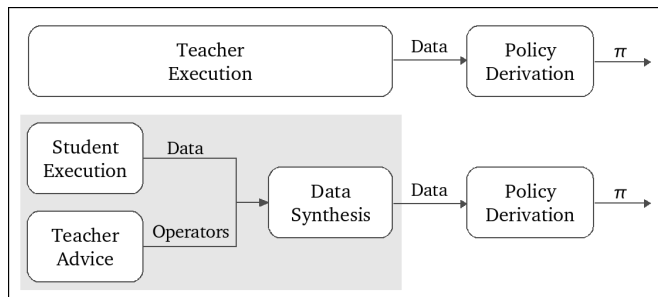 Teacher
Execution
Data
Policy
Derivation
π
Student
Execution
Data
Teacher
Advice
Operators
Data
Synthesis
Data
Policy
Derivation
π